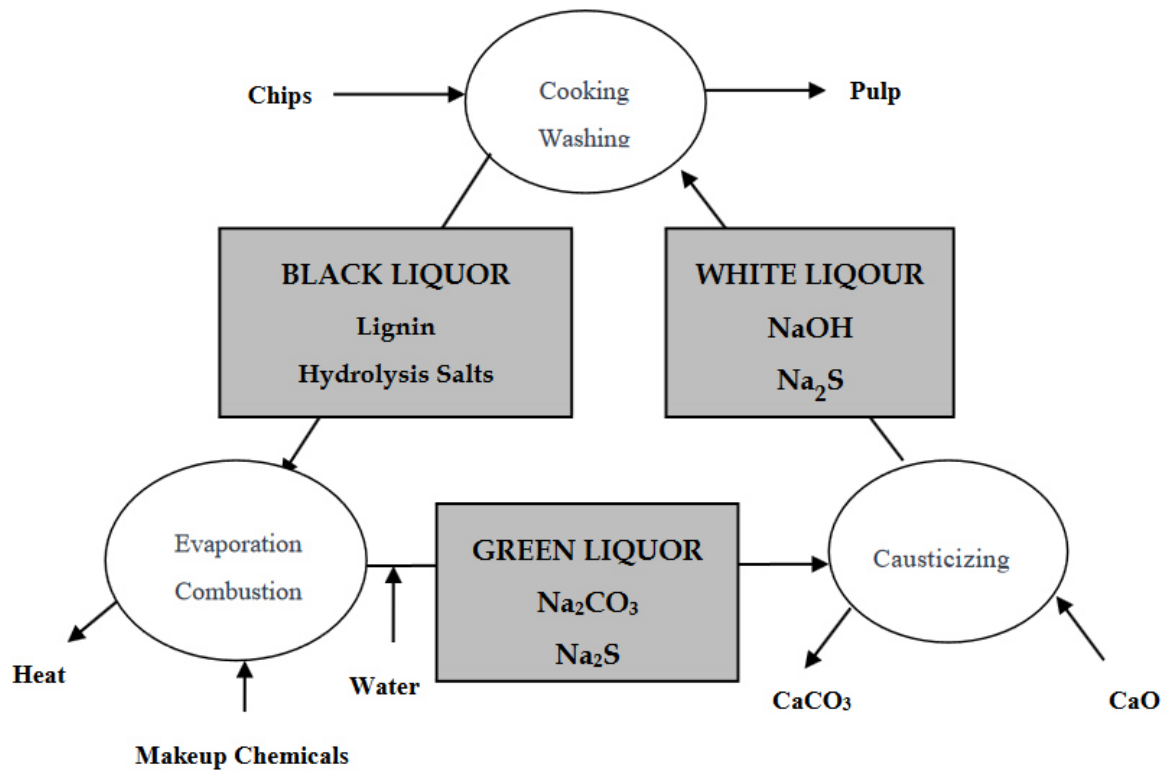 Cooking
Washing
Chips
Pulp
BLACK LIQUOR
Lignin
Hydrolysis Salts
WHITE LIQOUR
NaOH
Na₂S
Evaporation
Combustion
GREEN LIQUOR
Na₂CO₃
Na₂S
Causticizing
Heat
Water
Makeup Chemicals
CaCO₃
CaO